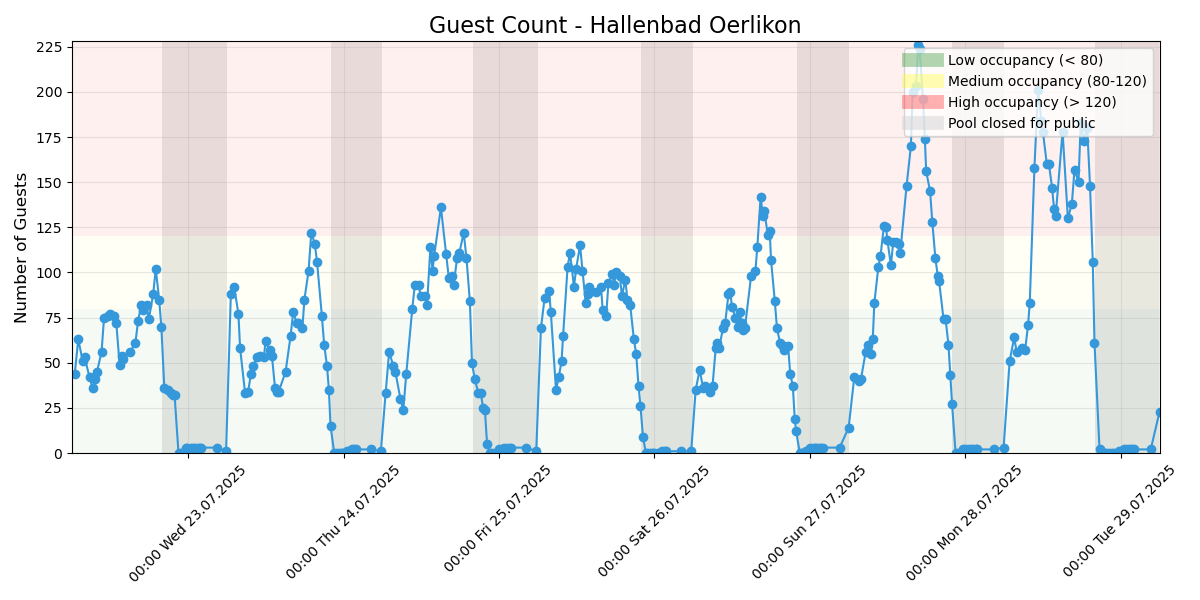 Guest Count - Hallenbad Oerlikon
Number of Guests
225
200
175
150
125
100
75
50
25
0
Low occupancy (< 80)
Medium occupancy (80-120)
High occupancy (> 120)
Pool closed for public
00:00 Wed 23.07.2025
00:00 Thu 24.07.2025
00:00 Fri 25.07.2025
00:00 Sat 26.07.2025
00:00 Sun 27.07.2025
00:00 Mon 28.07.2025
00:00 Tue 29.07.2025